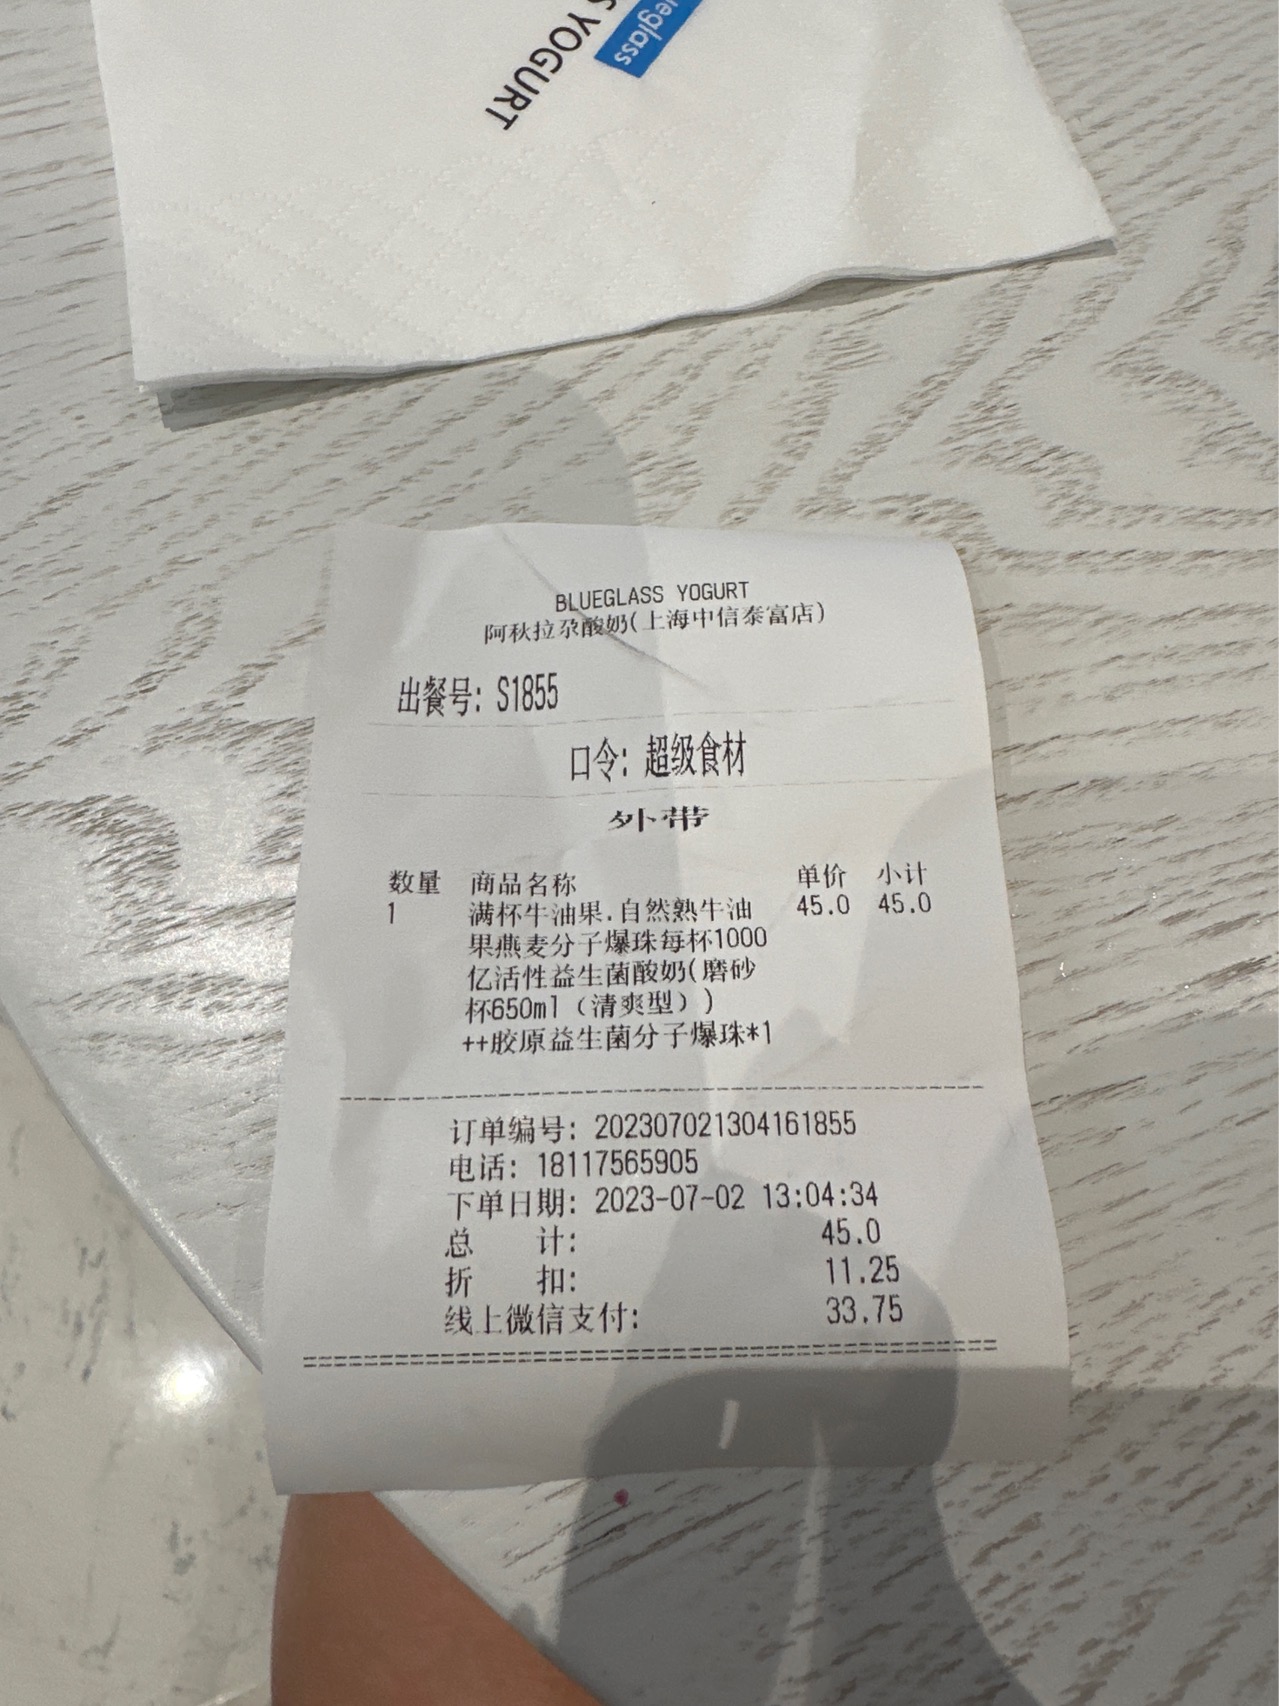 eglass
S YOGURT
BLUEGLASS YOGURT
阿秋拉尕酸奶(上海中信泰富店)
出餐号: S1855
口令: 超级食材
外带
数量 商品名称 单价 小计
1 满杯牛油果.自然熟牛油 45.0 45.0
果燕麦分子爆珠每杯1000
亿活性益生菌酸奶(磨砂
杯650ml（清爽型）)
++胶原益生菌分子爆珠*1
订单编号: 202307021304161855
电话: 18117565905
下单日期: 2023-07-02 13:04:34
总 计: 45.0
折 扣: 11.25
线上微信支付: 33.75